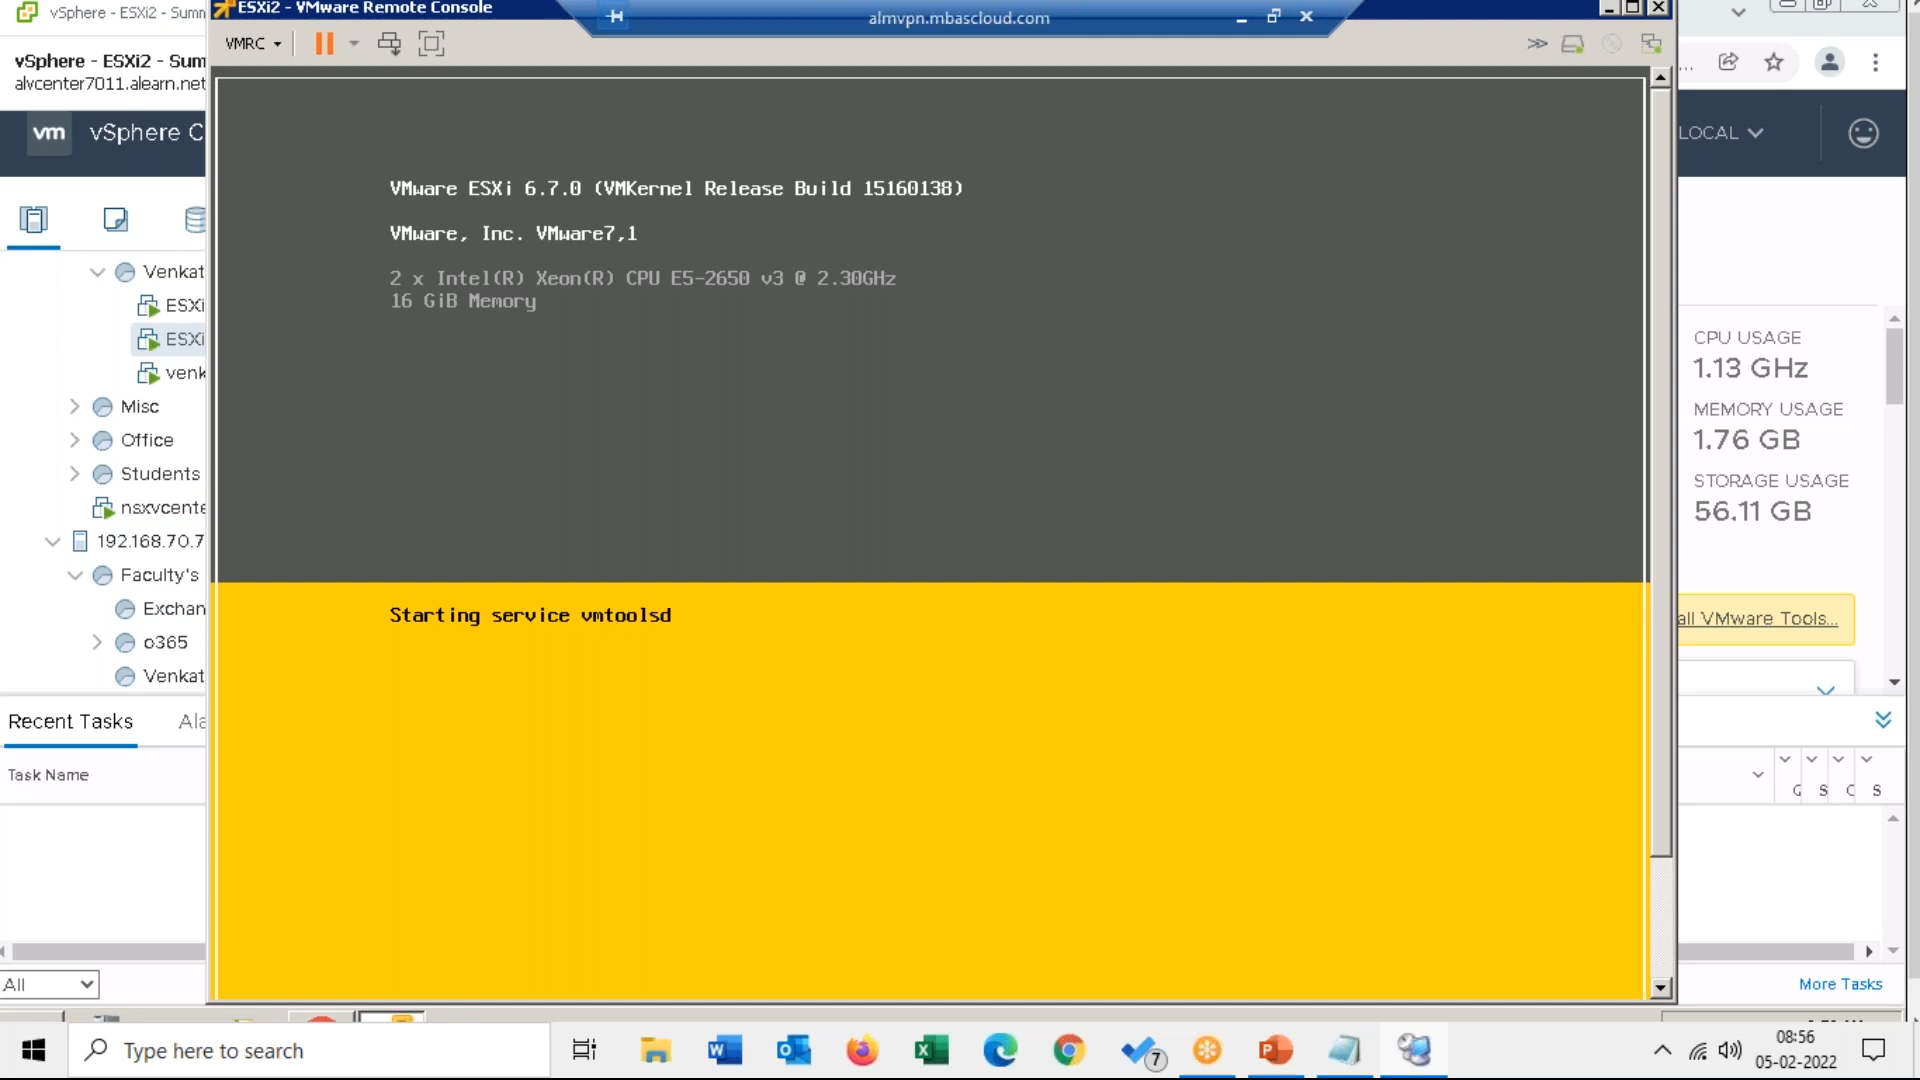 vSphere - ESXi2 - Summ
ESXi2 - VMware Remote Console
almvpn.mbascloud.com
vSphere - ESXi2 - Sum
alvcenter7011.alearn.net
VMRC
...
vm vSphere C
LOCAL
VMware ESXi 6.7.0 (VMKernel Release Build 15160138)
VMware, Inc. VMware7,1
2 x Intel(R) Xeon(R) CPU E5-2650 v3 @ 2.30GHz
16 GiB Memory
Venkat
ESXi
ESXi
venk
Misc
Office
Students
nsxvcente
192.168.70.7
Faculty's
Exchan
o365
Venkat
CPU USAGE
1.13 GHz
MEMORY USAGE
1.76 GB
STORAGE USAGE
56.11 GB
Starting service vmtoolsd
all VMware Tools...
Recent Tasks Ala
Task Name
S
S
All
More Tasks
Type here to search
7
08:56
05-02-2022